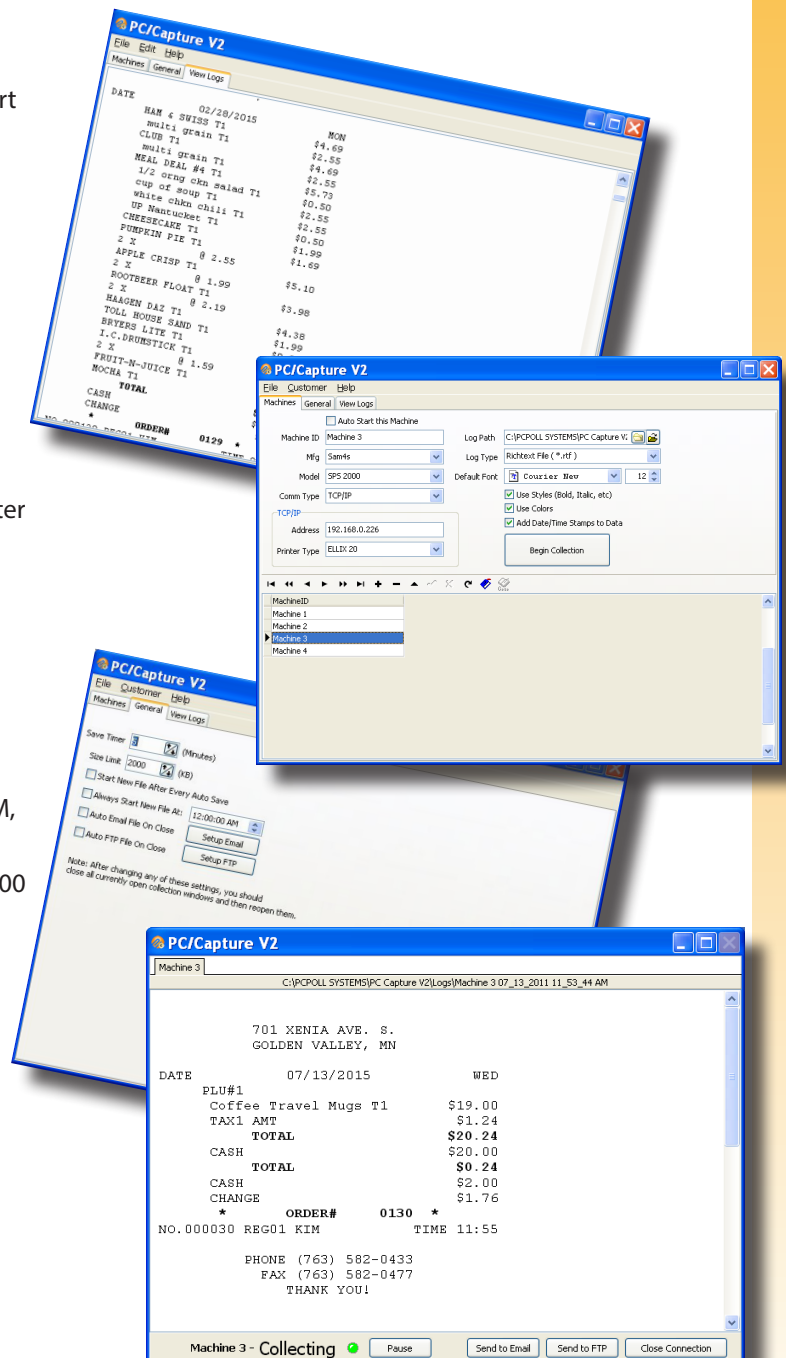 rt
ter
M,
00
PC/Capture V2
File Edit Help
Machines General View Logs
DATE 02/28/2015 MON
HAM & SWISS T1 $4.69
multi grain T1 $2.55
CLUB T1 $4.69
multi grain T1 $2.55
MEAL DEAL #4 T1 $5.73
1/2 orng ckn salad T1 $0.50
cup of soup T1 $2.55
white chkn chili T1 $2.55
UP Nantucket T1 $0.50
CHEESECAKE T1 $1.99
PUMPKIN PIE T1 $1.69
2 X @ 2.55
APPLE CRISP T1 $5.10
2 X @ 1.99
ROOTBEER FLOAT T1 $3.98
2 X @ 2.19
HAAGEN DAZ T1 $4.38
TOLL HOUSE SAND T1 $1.99
BRYERS LITE T1
I.C.DRUMSTICK T1
2 X @ 1.59
FRUIT-N-JUICE T1
MOCHA T1
TOTAL
CASH
CHANGE
* ORDER# 0129 *
PC/Capture V2
File Customer Help
Machines General View Logs
Auto Start this Machine
Machine ID Machine 3 Log Path C:\PCPOLL SYSTEMS\PC Capture V2
Mfg Sam4s Log Type Richtext File ( *.rtf )
Model SPS 2000 Default Font Courier New 12
Comm Type TCP/IP Use Styles (Bold, Italic, etc)
Use Colors
TCP/IP Add Date/Time Stamps to Data
Address 192.168.0.226
Printer Type ELLIX 20 Begin Collection
MachineID
Machine 1
Machine 2
Machine 3
Machine 4
PC/Capture V2
File Customer Help
Machines General View Logs
Save Timer (Minutes)
Size Limit 2000 (KB)
Start New File After Every Auto Save
Always Start New File At: 12:00:00 AM
Auto Email File On Close Setup Email
Auto FTP File On Close Setup FTP
Note: After changing any of these settings, you should
close all currently open collection windows and then reopen them.
PC/Capture V2
Machine 3
C:\PCPOLL SYSTEMS\PC Capture V2\Logs\Machine 3 07_13_2011 11_53_44 AM
701 XENIA AVE. S.
GOLDEN VALLEY, MN
DATE 07/13/2015 WED
PLU#1
Coffee Travel Mugs T1 $19.00
TAX1 AMT $1.24
TOTAL $20.24
CASH $20.00
TOTAL $0.24
CASH $2.00
CHANGE $1.76
* ORDER# 0130 *
NO.000030 REG01 KIM TIME 11:55
PHONE (763) 582-0433
FAX (763) 582-0477
THANK YOU!
Machine 3 - Collecting Pause Send to Email Send to FTP Close Connection